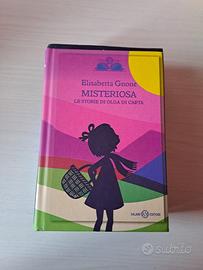 Elisabetta Gnone
MISTERIOSA
LE STORIE DI OLGA DI CARTA
SALANI EDITORE
subito